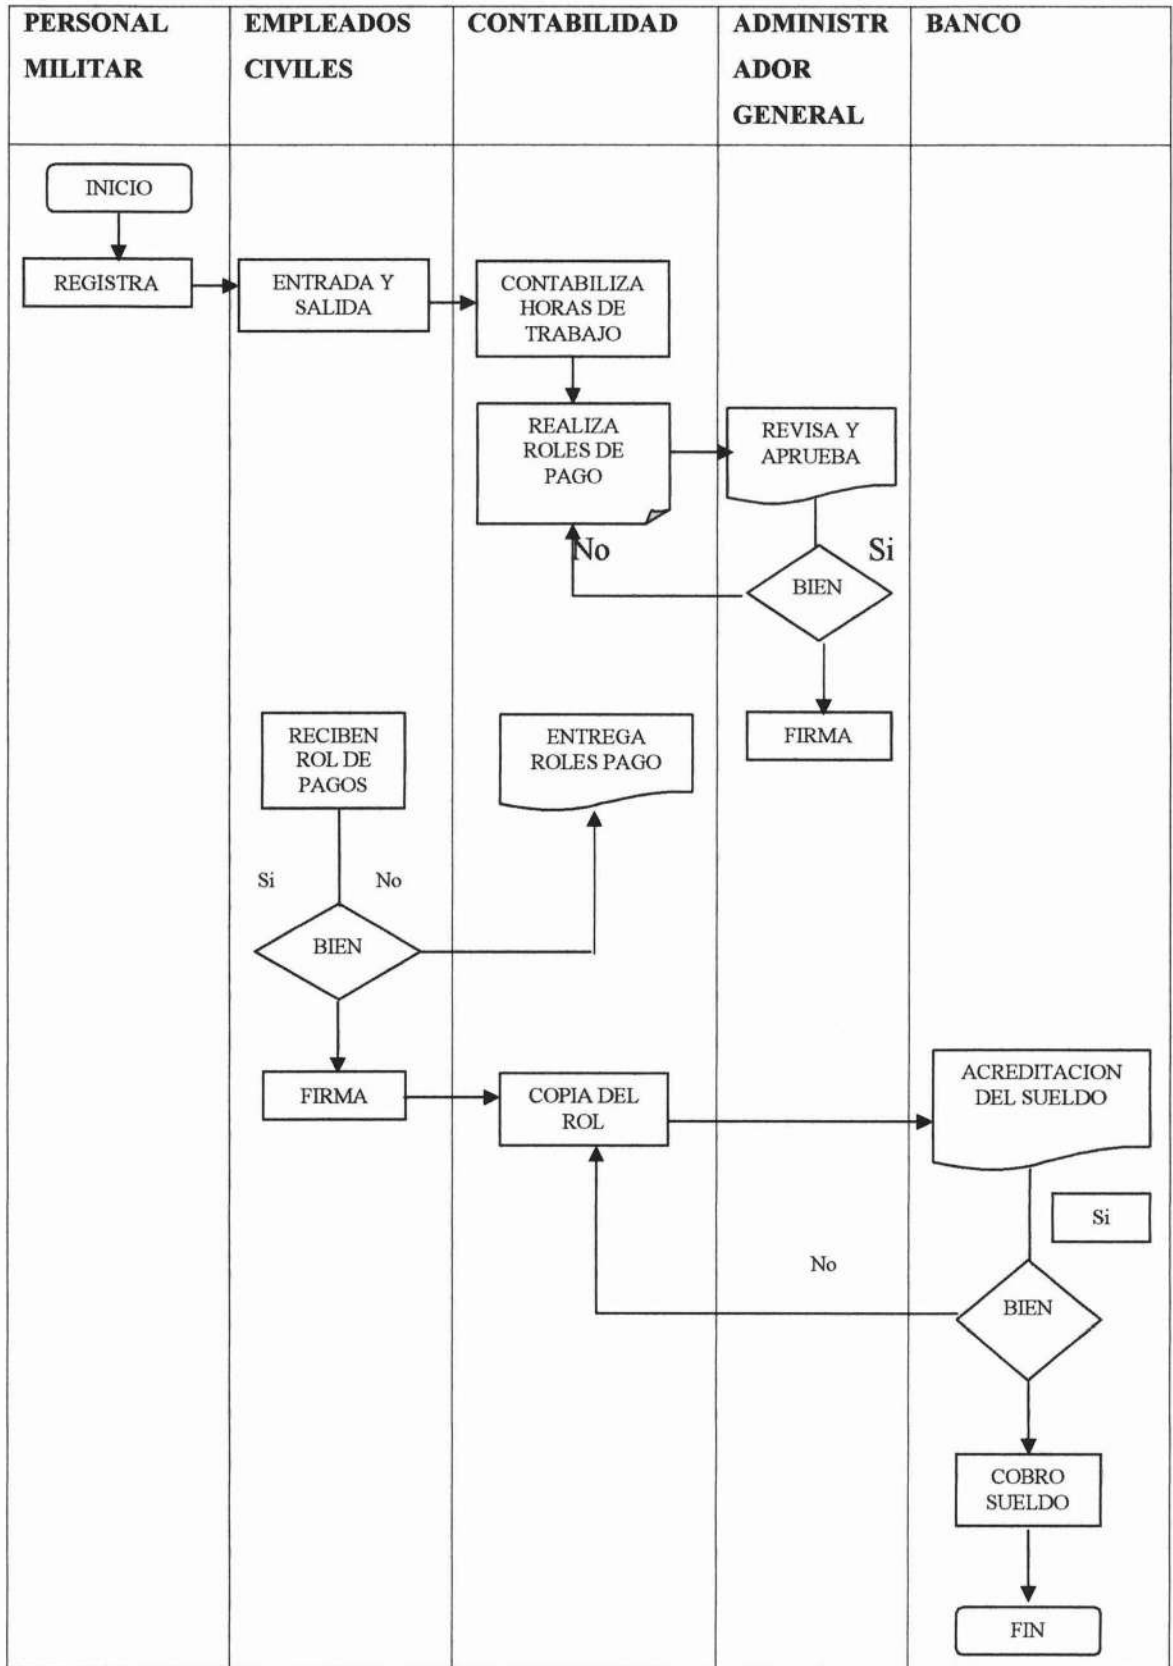 PERSONAL
MILITAR
EMPLEADOS
CIVILES
CONTABILIDAD
ADMINISTR
ADOR
GENERAL
BANCO
INICIO
REGISTRA
ENTRADA Y
SALIDA
CONTABILIZA
HORAS DE
TRABAJO
REALIZA
ROLES DE
PAGO
REVISA Y
APRUEBA
No
Si
BIEN
FIRMA
RECIBEN
ROL DE
PAGOS
ENTREGA
ROLES PAGO
Si
No
BIEN
FIRMA
COPIA DEL
ROL
ACREDITACION
DEL SUELDO
Si
No
BIEN
COBRO
SUELDO
FIN